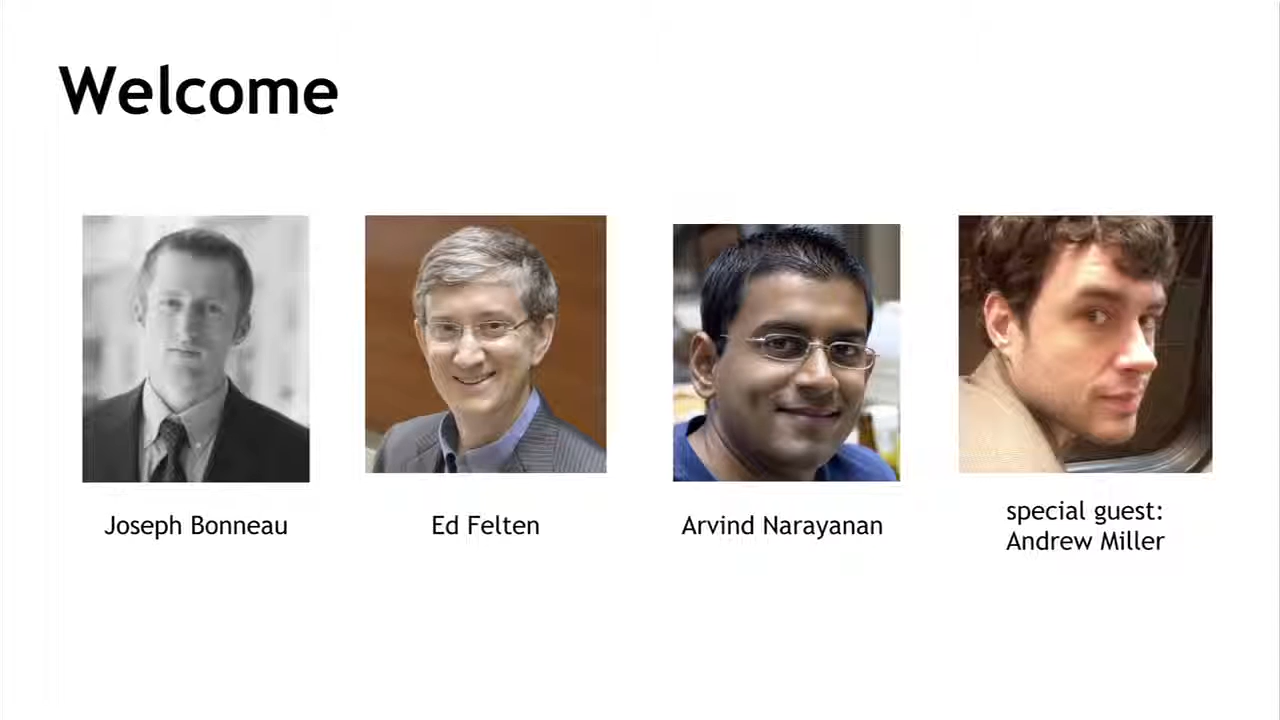 Welcome
Joseph Bonneau
Ed Felten
Arvind Narayanan
special guest:
Andrew Miller